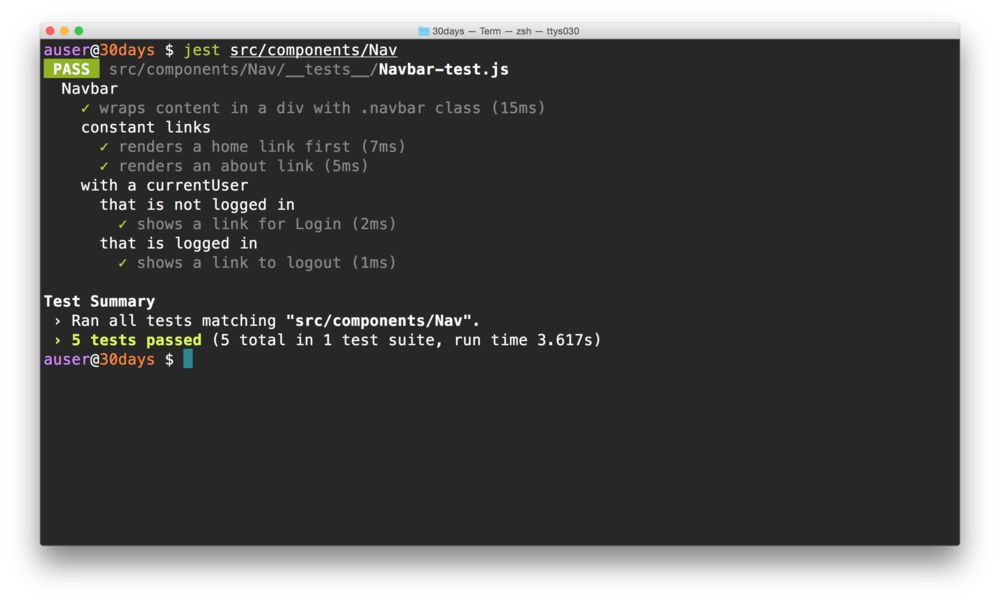 30days — Term — zsh — ttys030
auser@30days $ jest src/components/Nav
PASS src/components/Nav/__tests__/Navbar-test.js
Navbar
✓ wraps content in a div with .navbar class (15ms)
constant links
✓ renders a home link first (7ms)
✓ renders an about link (5ms)
with a currentUser
that is not logged in
✓ shows a link for Login (2ms)
that is logged in
✓ shows a link to logout (1ms)
Test Summary
› Ran all tests matching "src/components/Nav".
› 5 tests passed (5 total in 1 test suite, run time 3.617s)
auser@30days $